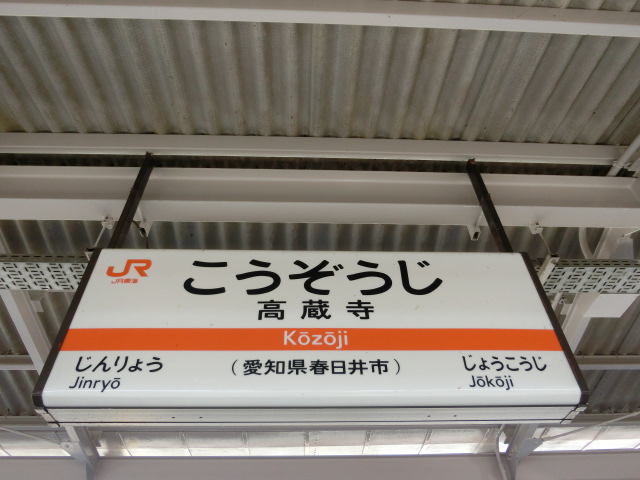 JR
JR東海
こうぞうじ
高蔵寺
Kōzōji
じんりょう
Jinryō
（愛知県春日井市）
じょうこうじ
Jōkōji